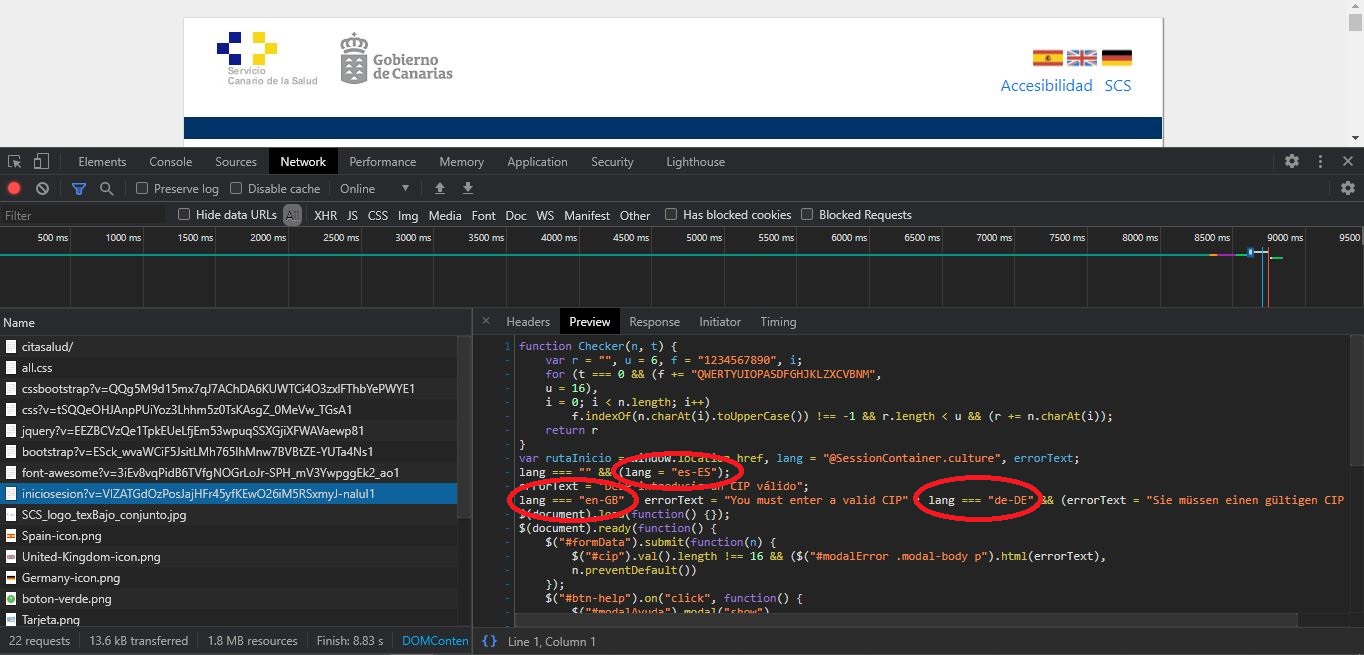 Servicio
Canario de la Salud
Gobierno
de Canarias
Accesibilidad SCS
Elements Console Sources Network Performance Memory Application Security Lighthouse
Preserve log Disable cache Online
Filter Hide data URLs All XHR JS CSS Img Media Font Doc WS Manifest Other Has blocked cookies Blocked Requests
500 ms 1000 ms 1500 ms 2000 ms 2500 ms 3000 ms 3500 ms 4000 ms 4500 ms 5000 ms 5500 ms 6000 ms 6500 ms 7000 ms 7500 ms 8000 ms 8500 ms 9000 ms 9500
Name
citasalud/
all.css
cssbootstrap?v=QQg5M9d15mx7qJ7AChDA6KUWTCi4O3zxlFThbYePWYE1
css?v=tSQQeOHJAnpPUiYoz3Lhhm5z0TsKAsgZ_0MeVw_TGsA1
jquery?v=EEZBCVzQe1TpkEUeLfjEm53wpuqSSXGjiXFWAVaewp81
bootstrap?v=ESck_wvaWCiF5JsitLMh765IhMnw7BVBtZE-YUTa4Ns1
font-awesome?v=3iEv8vqPidB6TVfgNOGrLoJr-SPH_mV3YwpggEk2_ao1
iniciosesion?v=VlZATGdOzPosJajHFr45yfKEwO26iM5RSxmyJ-naluI1
SCS_logo_texBajo_conjunto.jpg
Spain-icon.png
United-Kingdom-icon.png
Germany-icon.png
boton-verde.png
Tarjeta.png
22 requests 13.6 kB transferred 1.8 MB resources Finish: 8.83 s DOMConten
Headers Preview Response Initiator Timing
1 function Checker(n, t) {
- var r = "", u = 6, f = "1234567890", i;
- for (t === 0 && (f += "QWERTYUIOPASDFGHJKLZXCVBNM",
- u = 16),
- i = 0; i < n.length; i++)
- f.indexOf(n.charAt(i).toUpperCase()) !== -1 && r.length < u && (r += n.charAt(i));
- return r
- }
- var rutaInicio = window.location.href, lang = "@SessionContainer.culture", errorText;
- lang === "" && (lang = "es-ES");
- errorText = "Debe introducir un CIP válido";
- lang === "en-GB" errorText = "You must enter a valid CIP" lang === "de-DE" && (errorText = "Sie müssen einen gültigen CIP
- $(document).load(function() {});
- $(document).ready(function() {
- $("#formData").submit(function(n) {
- $("#cip").val().length !== 16 && ($("#modalError .modal-body p").html(errorText),
- n.preventDefault())
- });
- $("#btn-help").on("click", function() {
- $("#modalAyuda").modal("show")
{} Line 1, Column 1